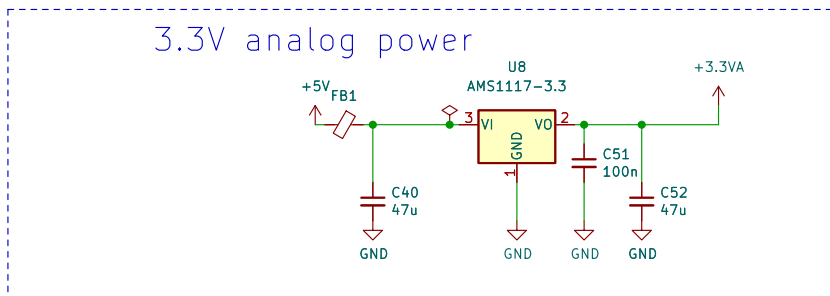 3.3V analog power
U8
AMS1117-3.3
+3.3VA
+5V
FB1
3
VI
VO
2
GND
1
C51
100n
C40
47u
C52
47u
GND
GND
GND
GND